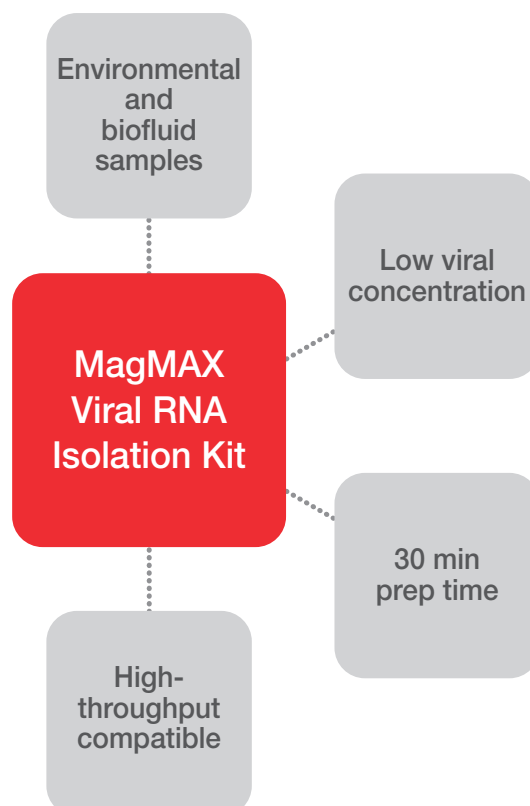 Environmental
and
biofluid
samples
Low viral
concentration
MagMAX
Viral RNA
Isolation Kit
30 min
prep time
High-
throughput
compatible